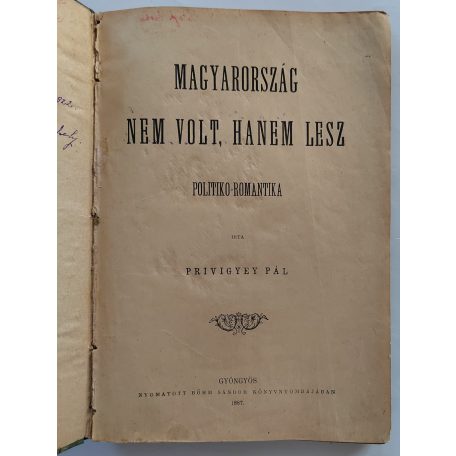 MAGYARORSZÁG
NEM VOLT, HANEM LESZ
POLITIKO-ROMANTIKA
IRTA
PRIVIGYEY PÁL
GYÖNGYÖS
NYOMATOTT BÖHM SÁNDOR KÖNYVNYOMDÁJÁBAN
1887.